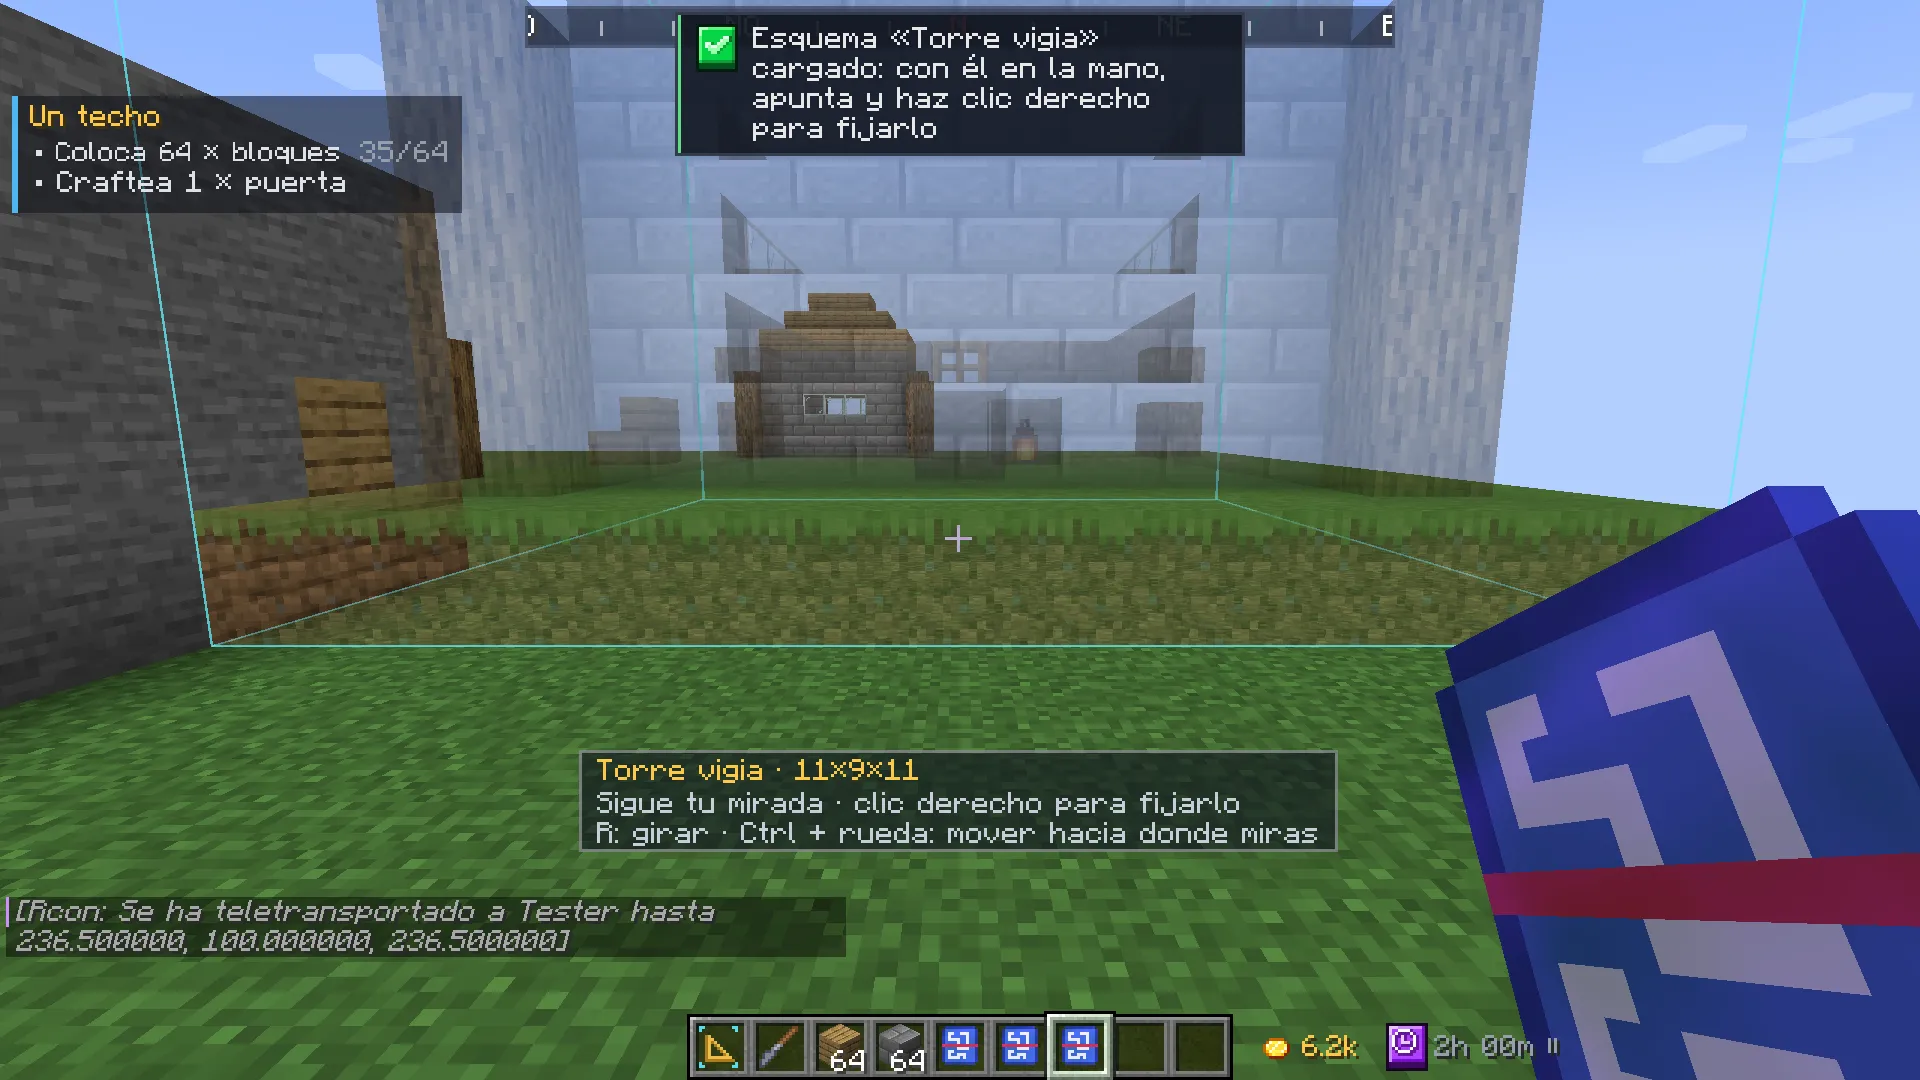 NO
N
NE
E
Esquema «Torre vigia»
cargado: con él en la mano,
apunta y haz clic derecho
para fijarlo
Un techo
· Coloca 64 × bloques 35/64
· Craftea 1 × puerta
Torre vigia · 11×9×11
Sigue tu mirada · clic derecho para fijarlo
R: girar · Ctrl + rueda: mover hacia donde miras
[Rcon: Se ha teletransportado a Tester hasta
236.500000, 100.000000, 236.500000]
64
64
6.2k
2h 00m II